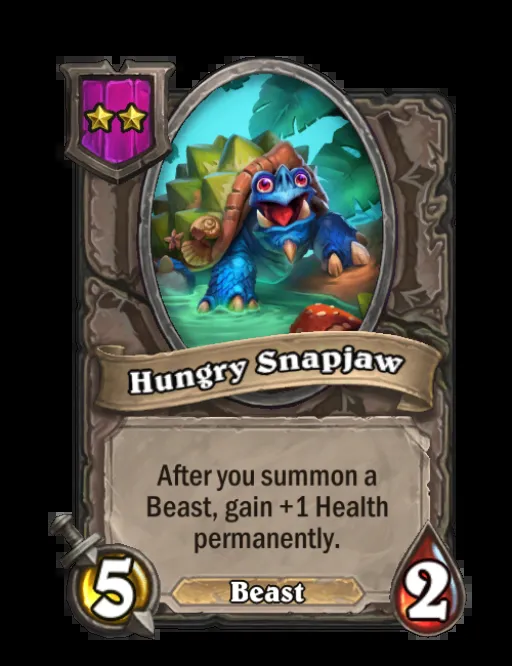 Hungry Snapjaw
After you summon a
Beast, gain +1 Health
permanently.
5
Beast
2